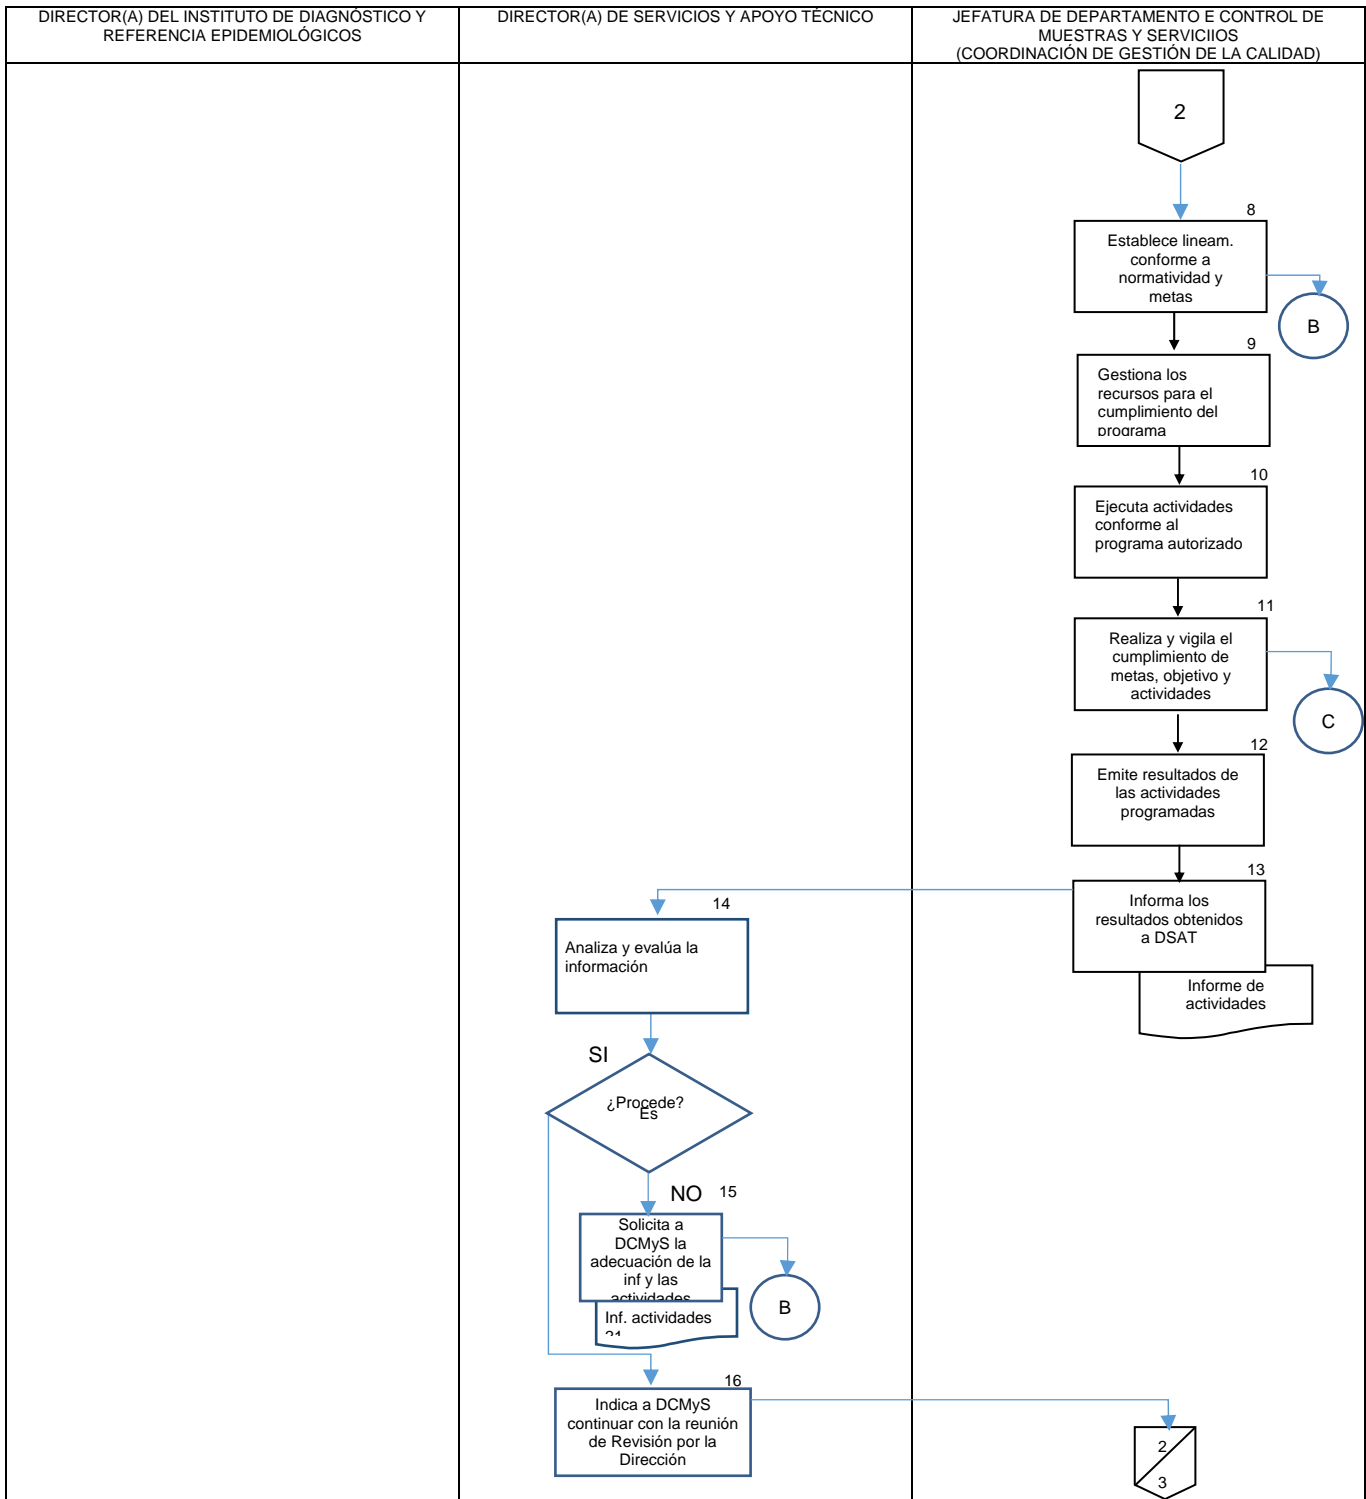 DIRECTOR(A) DEL INSTITUTO DE DIAGNÓSTICO Y
REFERENCIA EPIDEMIOLÓGICOS
DIRECTOR(A) DE SERVICIOS Y APOYO TÉCNICO
JEFATURA DE DEPARTAMENTO E CONTROL DE
MUESTRAS Y SERVICIIOS
(COORDINACIÓN DE GESTIÓN DE LA CALIDAD)
2
8
Establece lineam.
conforme a
normatividad y
metas
B
9
Gestiona los
recursos para el
cumplimiento del
programa
10
Ejecuta actividades
conforme al
programa autorizado
11
Realiza y vigila el
cumplimiento de
metas, objetivo y
actividades
C
12
Emite resultados de
las actividades
programadas
13
Informa los
resultados obtenidos
a DSAT
Informe de
actividades
14
Analiza y evalúa la
información
SI
¿Procede?
Es
NO
15
Solicita a
DCMyS la
adecuación de la
inf y las
actividades
B
Inf. actividades
21
16
Indica a DCMyS
continuar con la reunión
de Revisión por la
Dirección
2
3